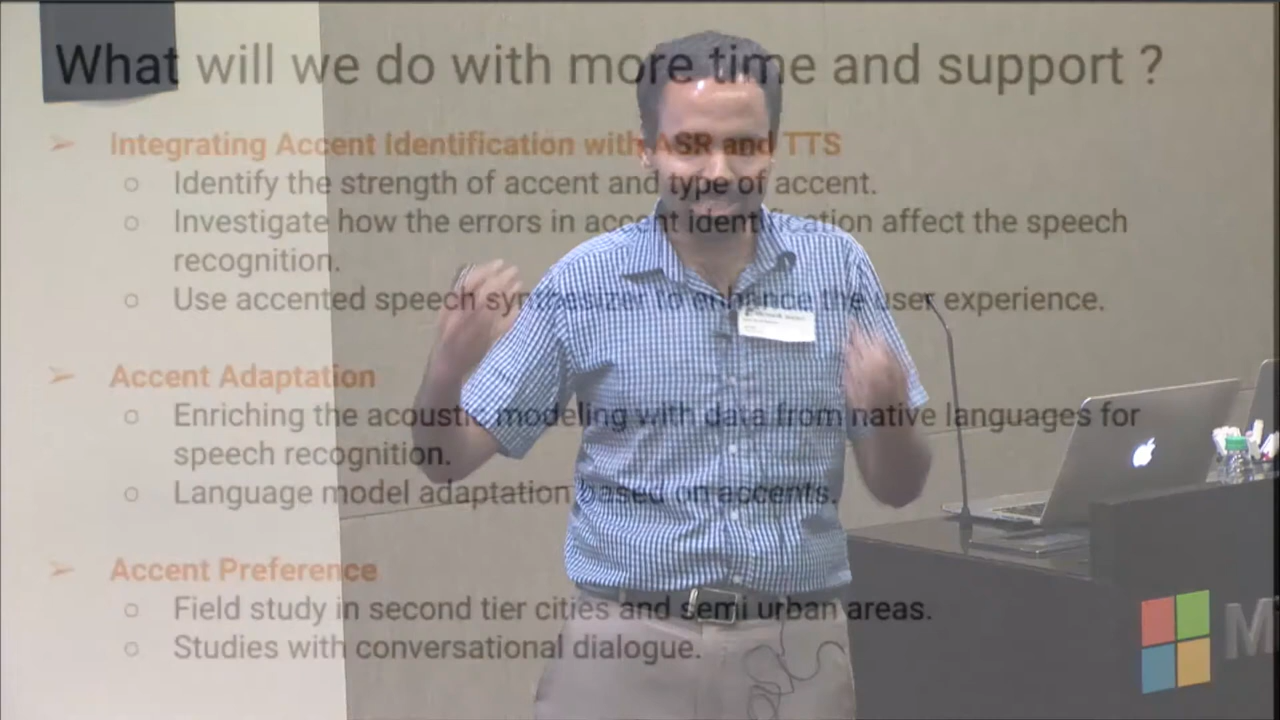 What will we do with more time and support ?
➢ Integrating Accent Identification with ASR and TTS
○ Identify the strength of accent and type of accent.
○ Investigate how the errors in accent identification affect the speech
recognition.
○ Use accented speech synthesizer to enhance the user experience.
➢ Accent Adaptation
○ Enriching the acoustic modeling with data from native languages for
speech recognition.
○ Language model adaptation based on accents.
➢ Accent Preference
○ Field study in second tier cities and semi urban areas.
○ Studies with conversational dialogue.
M